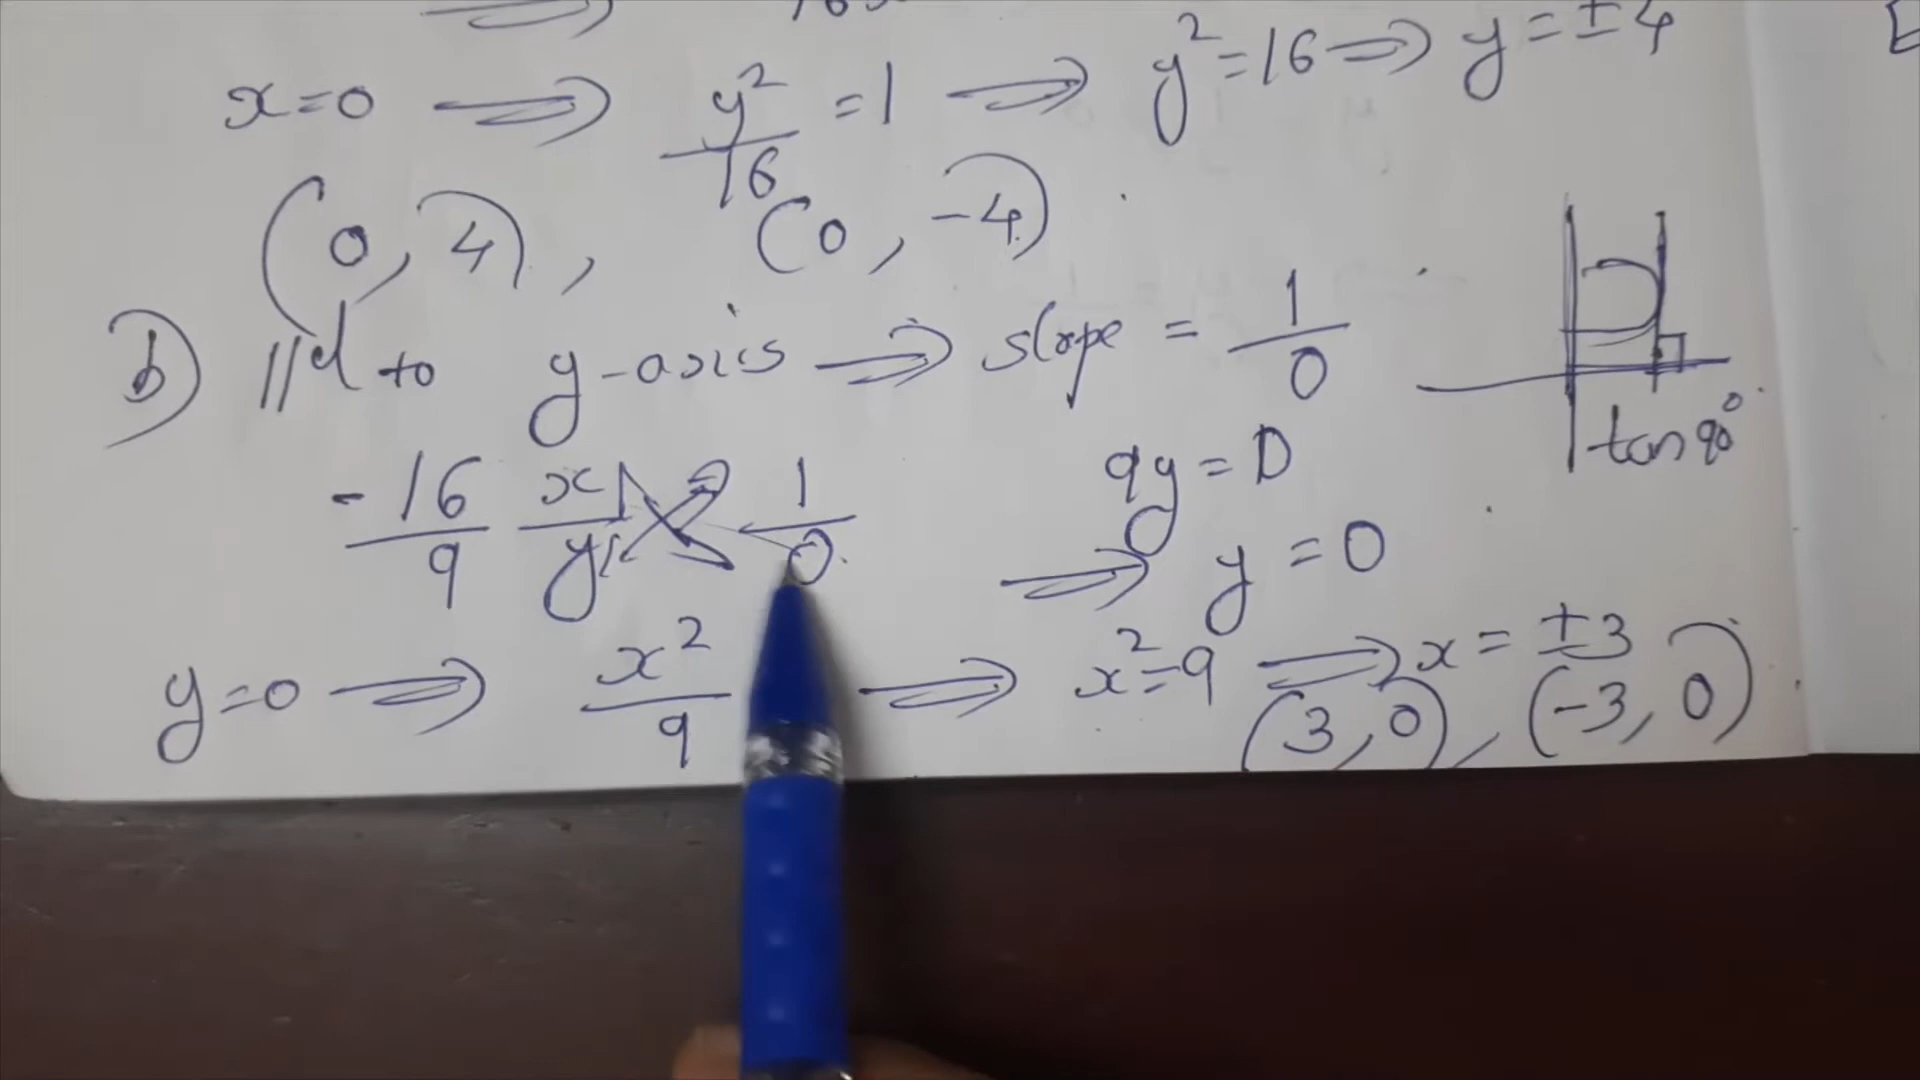 x=0 ⟹ y²/16 = 1 ⟹ y²=16 ⟹ y=±4
(0, 4), (0, -4)
b) ||el to y-axis ⟹ slope = 1/0
tan 90°
-16/9 x/y = 1/0
9y = 0
⟹ y = 0
y=0 ⟹ x²/9 ⟹ x²=9 ⟹ x = ±3
(3, 0), (-3, 0)